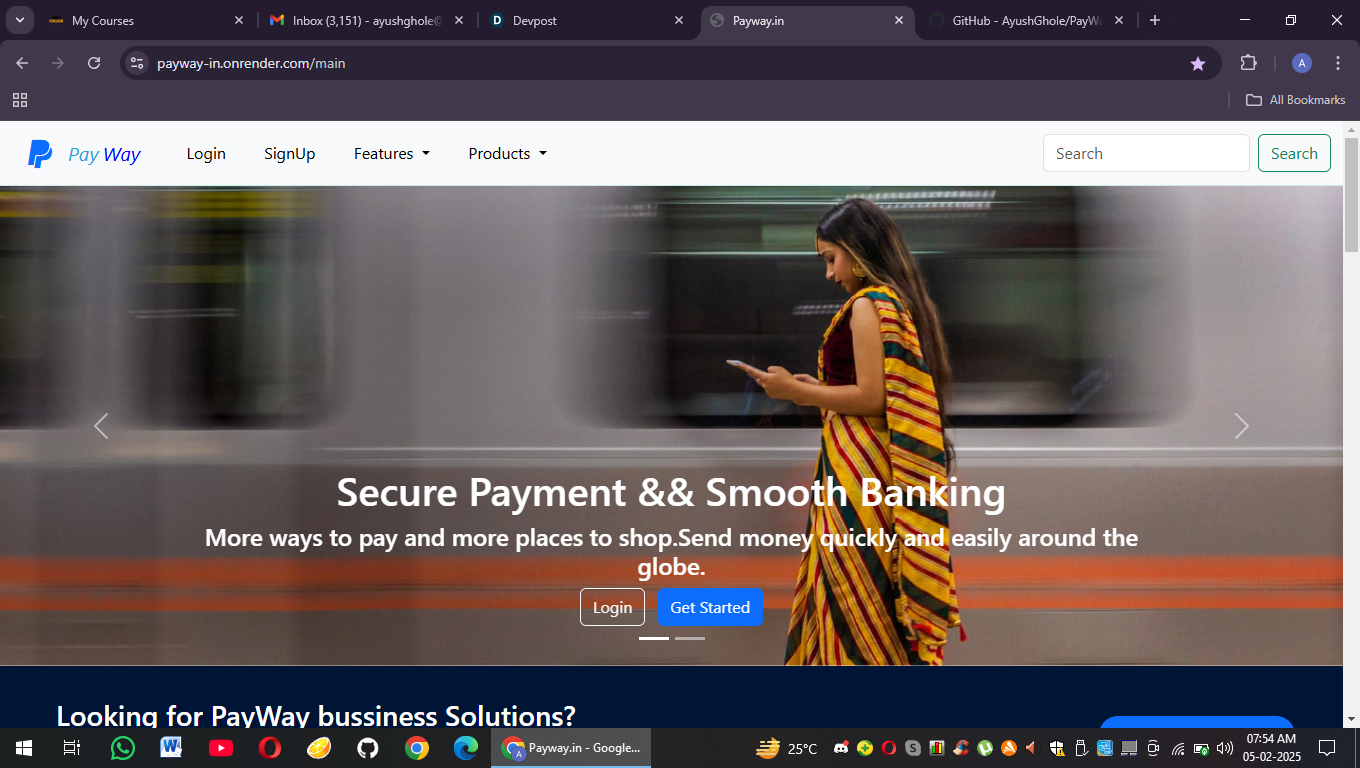 My Courses
Inbox (3,151) - ayushghole@
Devpost
Payway.in
GitHub - AyushGhole/PayWa
payway-in.onrender.com/main
A
All Bookmarks
Pay Way
Login
SignUp
Features
Products
Search
Search
Secure Payment && Smooth Banking
More ways to pay and more places to shop.Send money quickly and easily around the
globe.
Login
Get Started
Looking for PayWay bussiness Solutions?
Payway.in - Google...
25°C
07:54 AM
05-02-2025